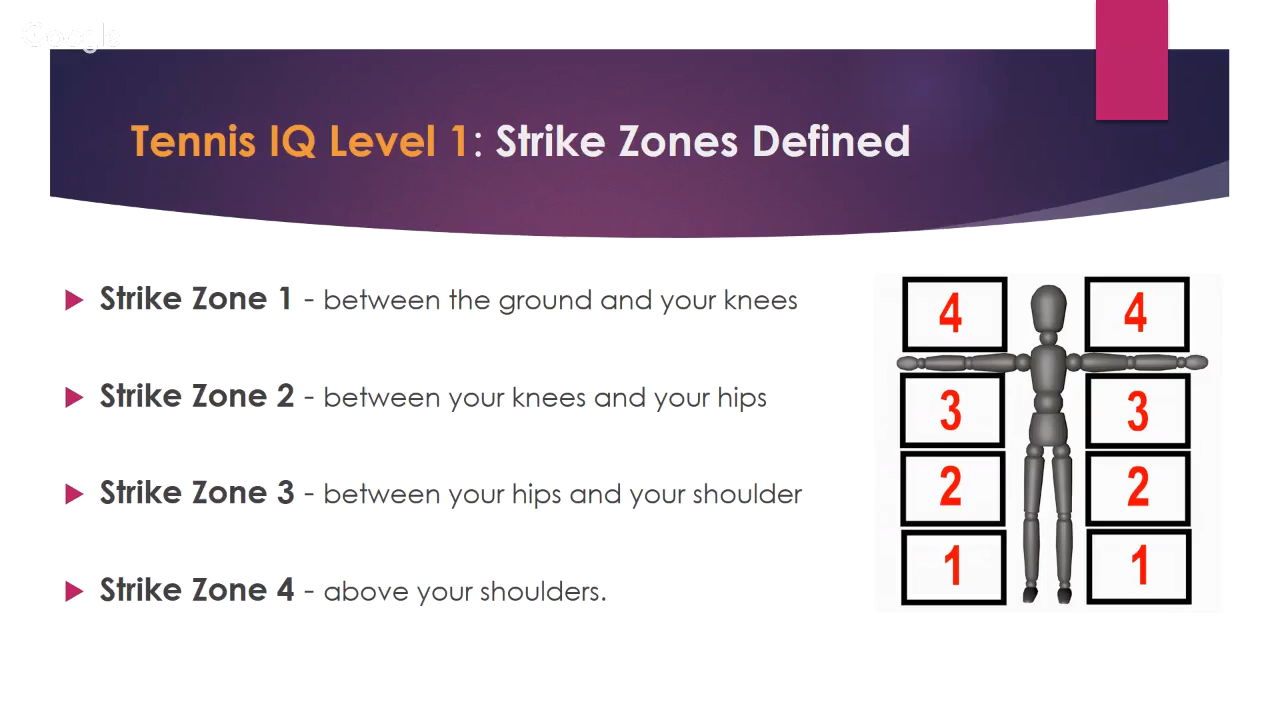 Google
Tennis IQ Level 1: Strike Zones Defined
Strike Zone 1 - between the ground and your knees
Strike Zone 2 - between your knees and your hips
Strike Zone 3 - between your hips and your shoulder
Strike Zone 4 - above your shoulders.
4 4
3 3
2 2
1 1